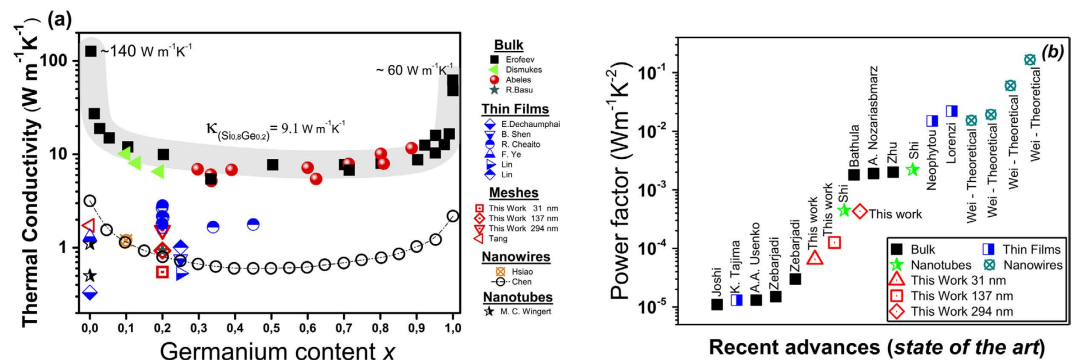 (a)
Thermal Conductivity (W m⁻¹K⁻¹)
100
10
1
~140 W m⁻¹K⁻¹
~ 60 W m⁻¹K⁻¹
K(Si0,8Ge0,2)= 9.1 W m⁻¹K⁻¹
0,0 0,1 0,2 0,3 0,4 0,5 0,6 0,7 0,8 0,9 1,0
Germanium content x
Bulk
Erofeev
Dismukes
Abeles
R.Basu
Thin Films
E.Dechaumphai
B. Shen
R. Cheaito
F. Ye
Lin
Lin
Meshes
This Work 31 nm
This Work 137 nm
This Work 294 nm
Tang
Nanowires
Hsiao
Chen
Nanotubes
M. C. Wingert
(b)
Power factor (Wm⁻¹K⁻²)
10⁻¹
10⁻²
10⁻³
10⁻⁴
10⁻⁵
Joshi
K. Tajima
A.A. Usenko
Zebarjadi
Zebarjadi
This work
This work
Shi
This work
Bathula
A. Nozariasbmarz
Zhu
Shi
Neophytou
Lorenzi
Wei - Theoretical
Wei - Theoretical
Wei - Theoretical
Wei - Theoretical
Bulk
Thin Films
Nanotubes
Nanowires
This Work 31 nm
This Work 137 nm
This Work 294 nm
Recent advances (state of the art)